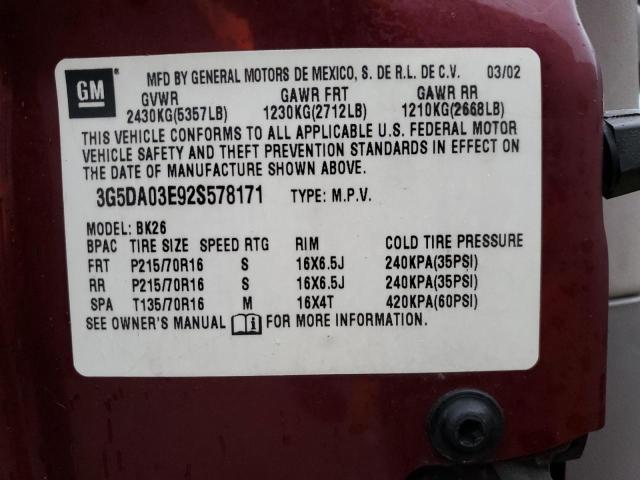 GM
MFD BY GENERAL MOTORS DE MEXICO, S. DE R.L. DE C.V. 03/02
GVWR GAWR FRT GAWR RR
2430KG(5357LB) 1230KG(2712LB) 1210KG(2668LB)
THIS VEHICLE CONFORMS TO ALL APPLICABLE U.S. FEDERAL MOTOR
VEHICLE SAFETY AND THEFT PREVENTION STANDARDS IN EFFECT ON
THE DATE OF MANUFACTURE SHOWN ABOVE.
3G5DA03E92S578171 TYPE: M.P.V.
MODEL: BK26
BPAC TIRE SIZE SPEED RTG RIM COLD TIRE PRESSURE
FRT P215/70R16 S 16X6.5J 240KPA(35PSI)
RR P215/70R16 S 16X6.5J 240KPA(35PSI)
SPA T135/70R16 M 16X4T 420KPA(60PSI)
SEE OWNER'S MANUAL FOR MORE INFORMATION.